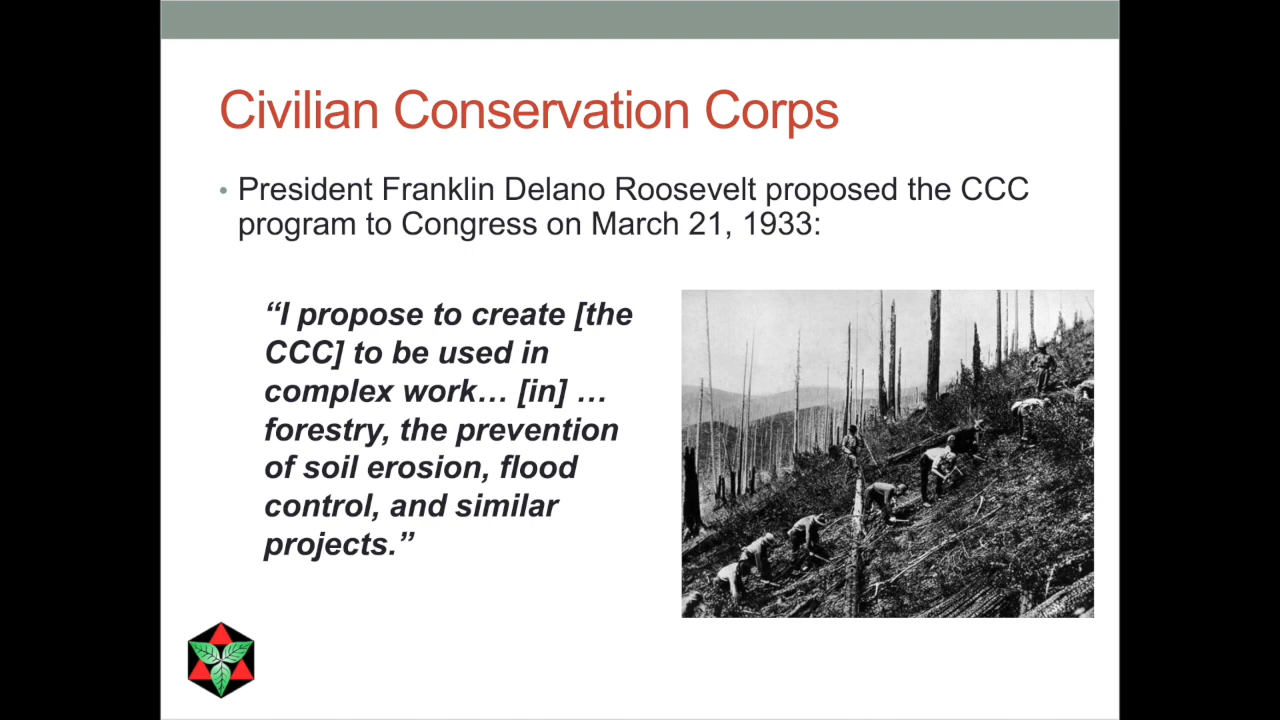 Civilian Conservation Corps
• President Franklin Delano Roosevelt proposed the CCC
program to Congress on March 21, 1933:
“I propose to create [the
CCC] to be used in
complex work… [in] …
forestry, the prevention
of soil erosion, flood
control, and similar
projects.”